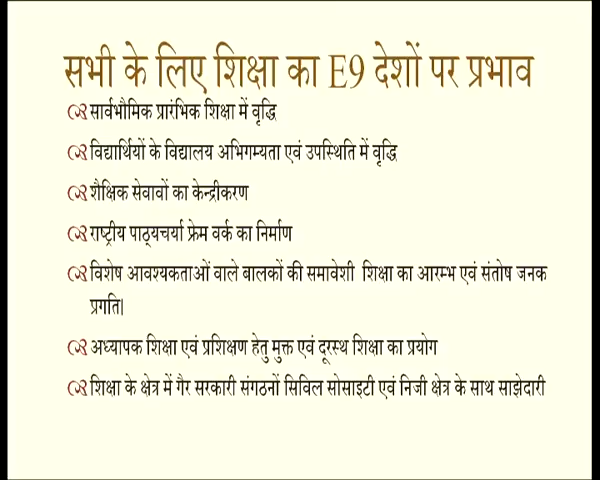 सभी के लिए शिक्षा का E9 देशों पर प्रभाव
सार्वभौमिक प्रारंभिक शिक्षा में वृद्धि
विद्यार्थियों के विद्यालय अभिगम्यता एवं उपस्थिति में वृद्धि
शैक्षिक सेवावों का केन्द्रीकरण
राष्ट्रीय पाठ्यचर्या फ्रेम वर्क का निर्माण
विशेष आवश्यकताओं वाले बालकों की समावेशी शिक्षा का आरम्भ एवं संतोष जनक
प्रगति।
अध्यापक शिक्षा एवं प्रशिक्षण हेतु मुक्त एवं दूरस्थ शिक्षा का प्रयोग
शिक्षा के क्षेत्र में गैर सरकारी संगठनों सिविल सोसाइटी एवं निजी क्षेत्र के साथ साझेदारी